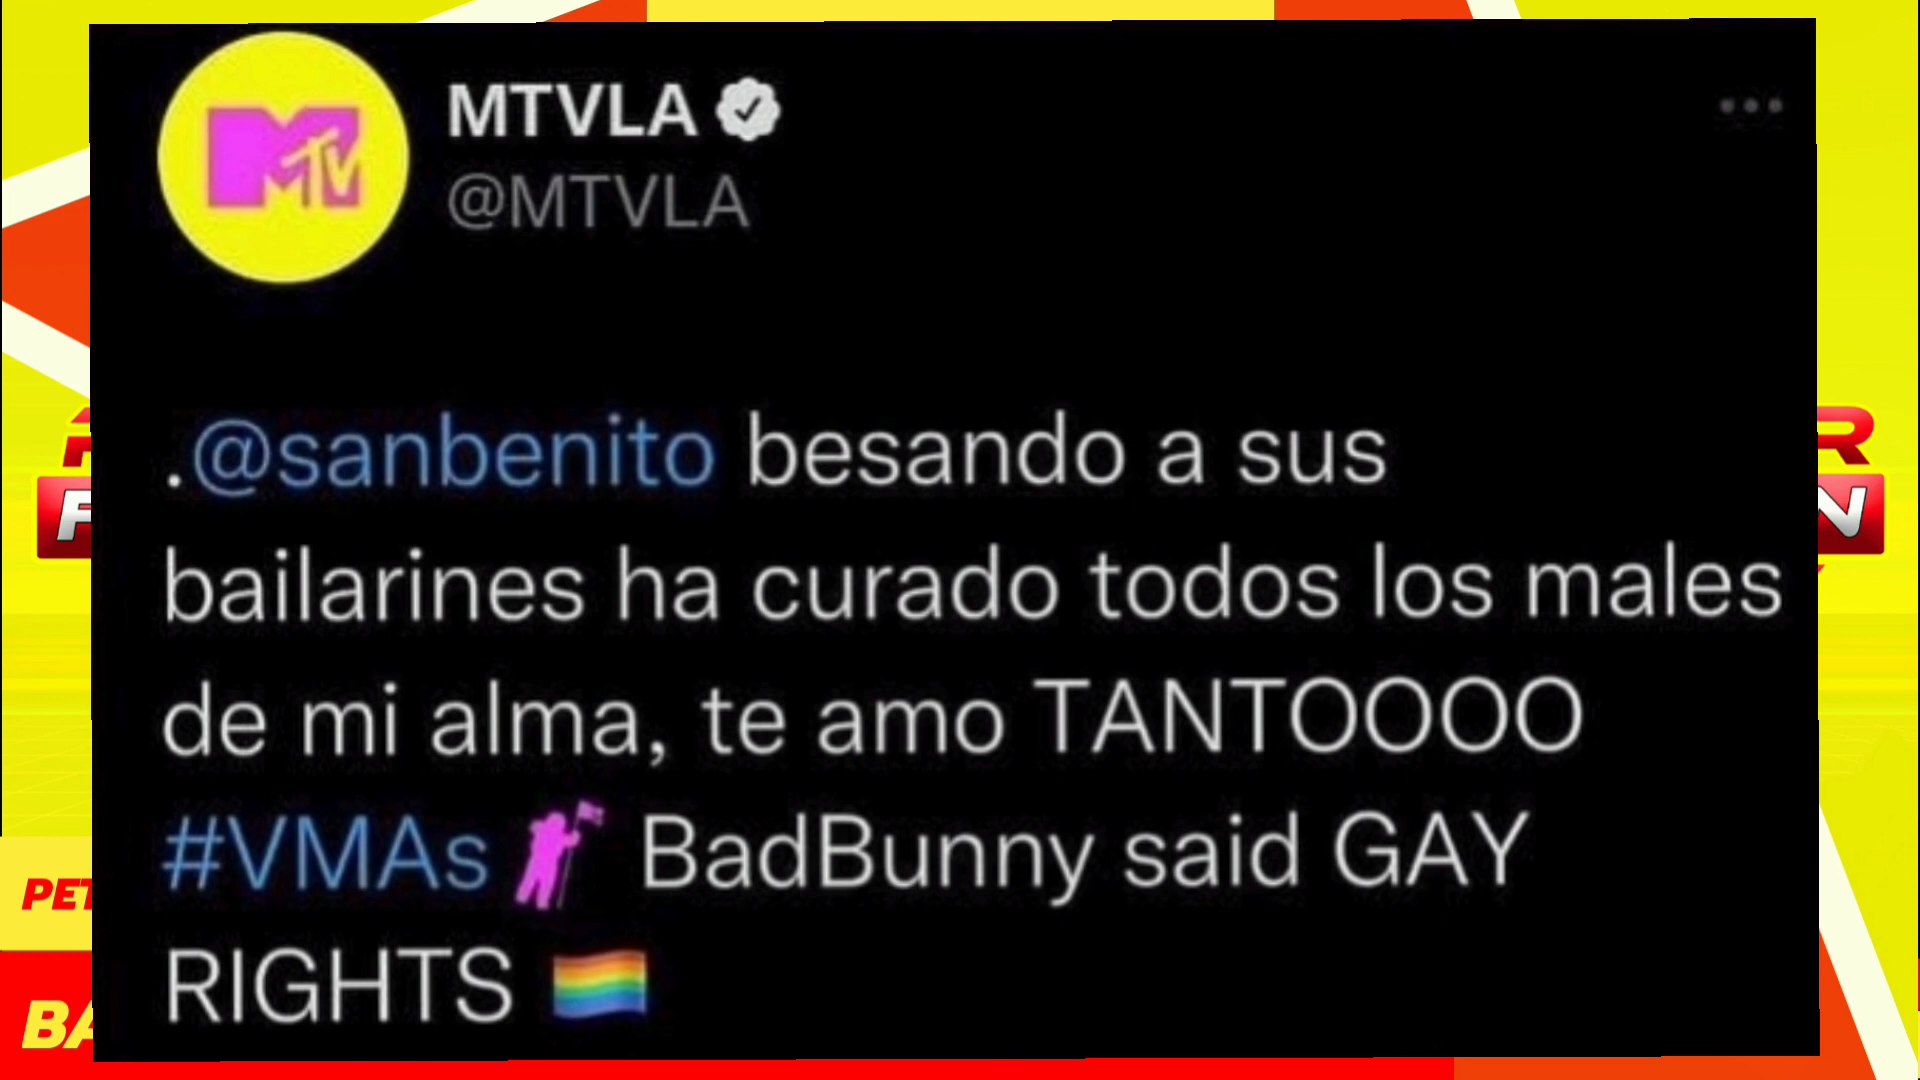 MTV
MTVLA
@MTVLA
.@sanbenito besando a sus
bailarines ha curado todos los males
de mi alma, te amo TANTOOOO
#VMAs BadBunny said GAY
RIGHTS